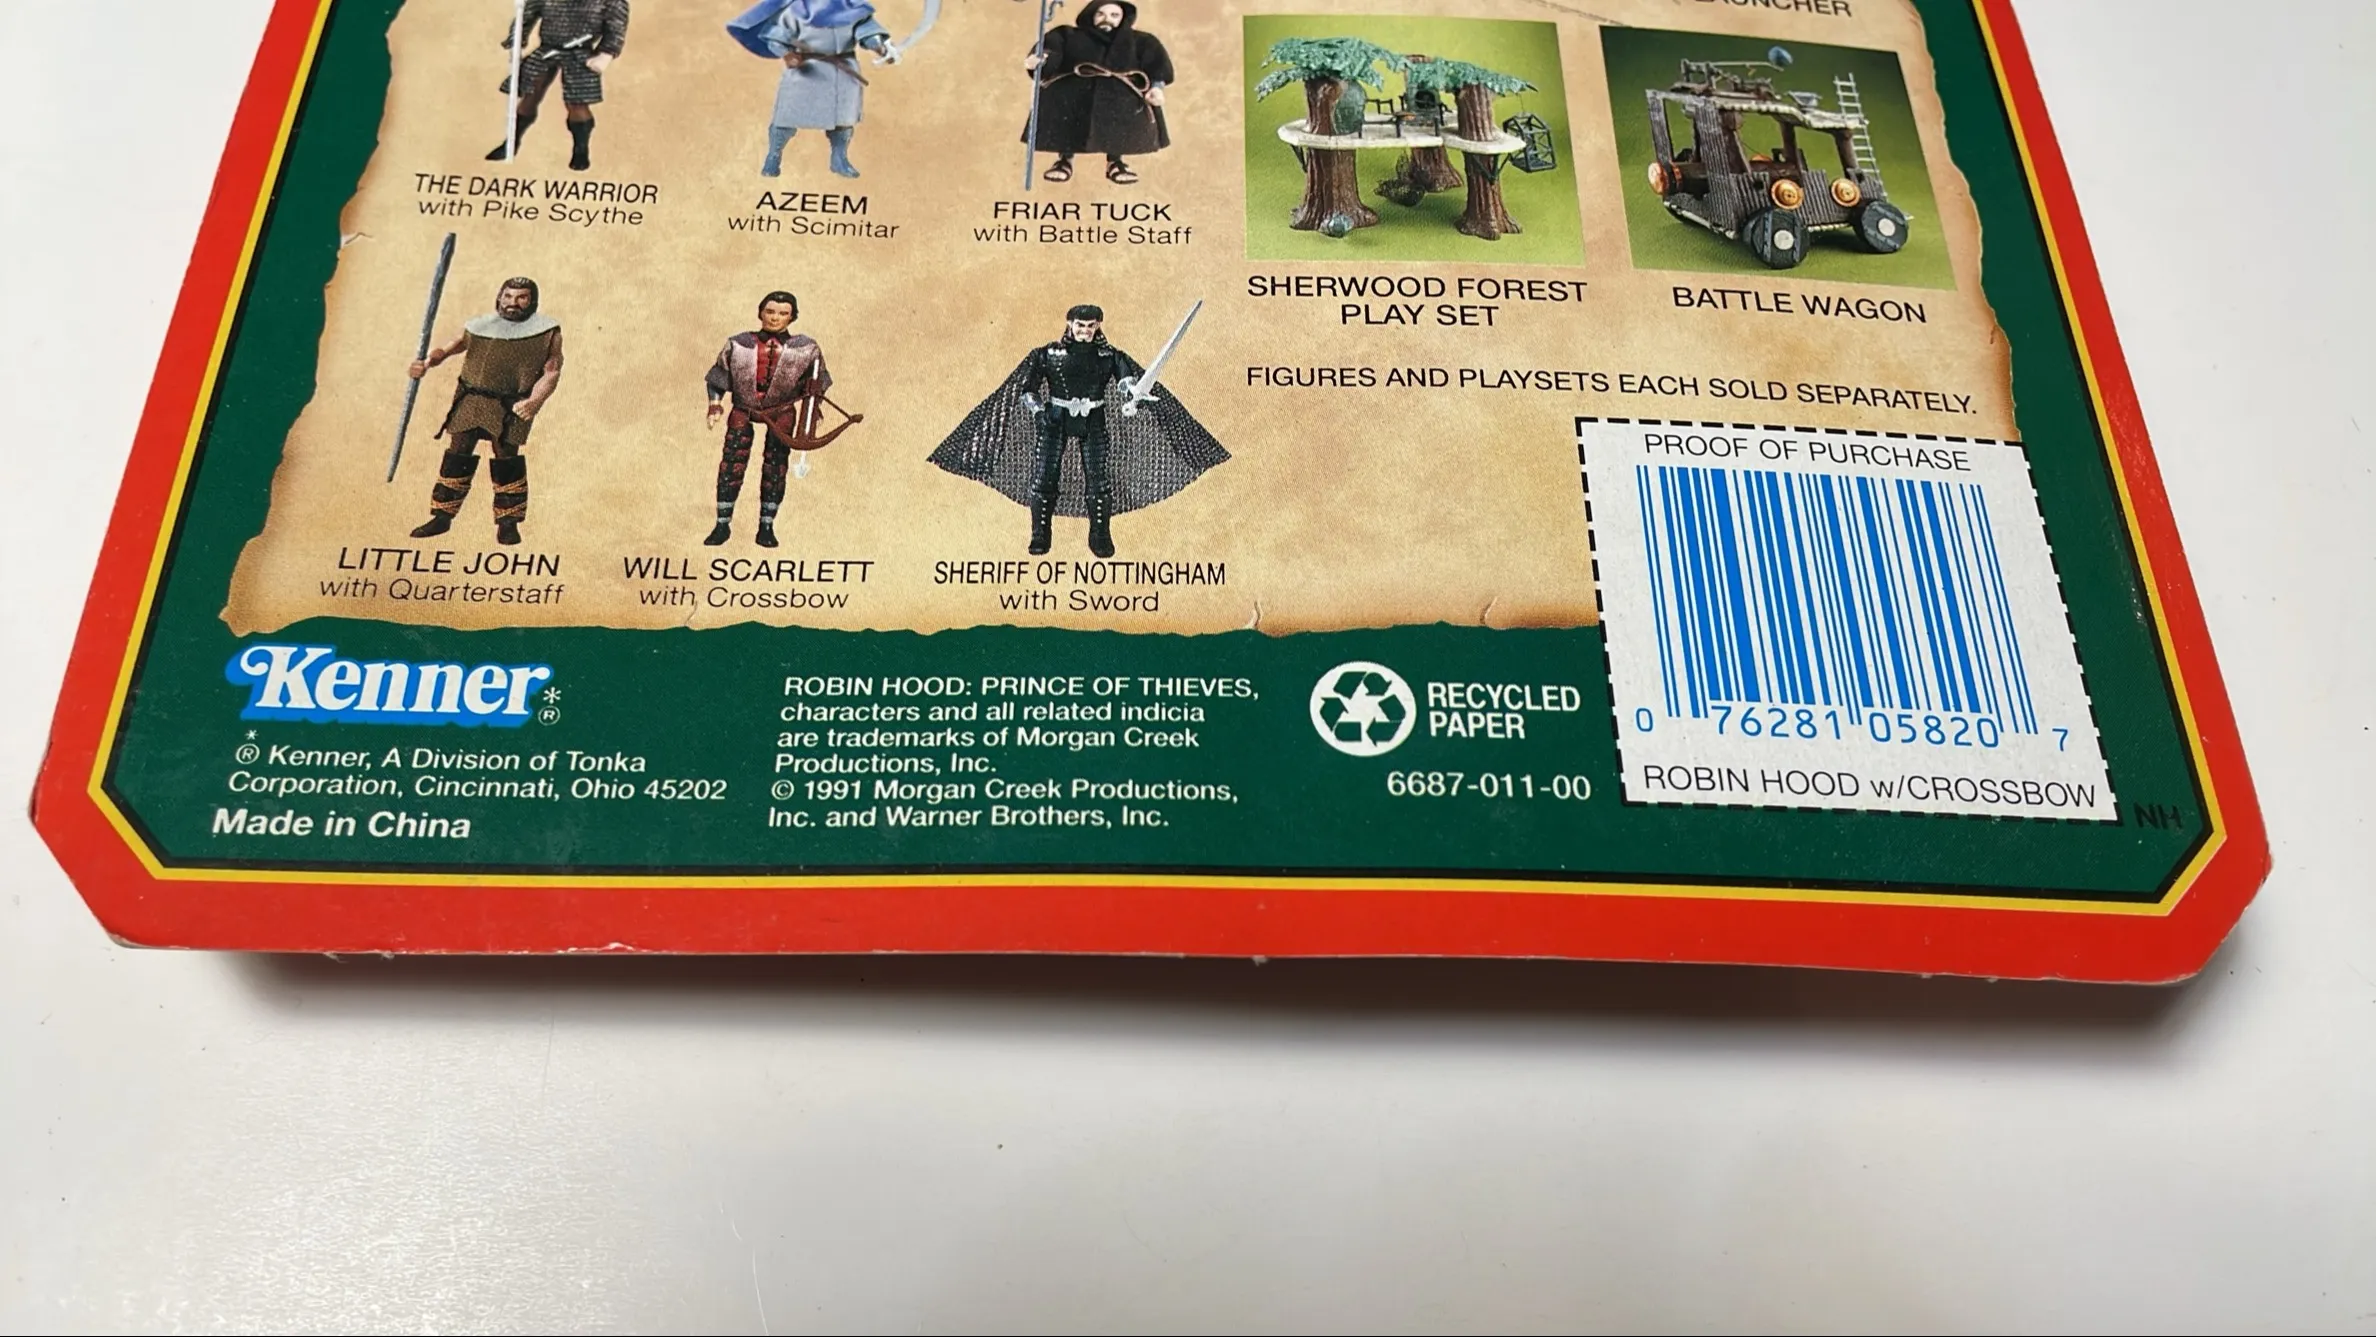 THE DARK WARRIOR
with Pike Scythe
AZEEM
with Scimitar
FRIAR TUCK
with Battle Staff
SHERWOOD FOREST
PLAY SET
BATTLE WAGON
FIGURES AND PLAYSETS EACH SOLD SEPARATELY.
LITTLE JOHN
with Quarterstaff
WILL SCARLETT
with Crossbow
SHERIFF OF NOTTINGHAM
with Sword
PROOF OF PURCHASE
0 76281 05820 7
ROBIN HOOD w/CROSSBOW
NH
Kenner*®
*
® Kenner, A Division of Tonka
Corporation, Cincinnati, Ohio 45202
Made in China
ROBIN HOOD: PRINCE OF THIEVES,
characters and all related indicia
are trademarks of Morgan Creek
Productions, Inc.
© 1991 Morgan Creek Productions,
Inc. and Warner Brothers, Inc.
RECYCLED
PAPER
6687-011-00